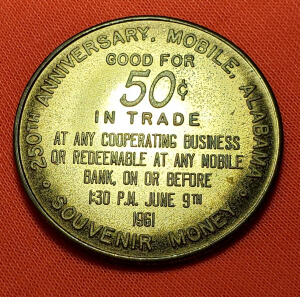 250TH ANNIVERSARY, MOBILE, ALABAMA
GOOD FOR
50¢
IN TRADE
AT ANY COOPERATING BUSINESS
OR REDEEMABLE AT ANY MOBILE
BANK, ON OR BEFORE
1:30 P.M. JUNE 9TH
1961
• SOUVENIR MONEY •